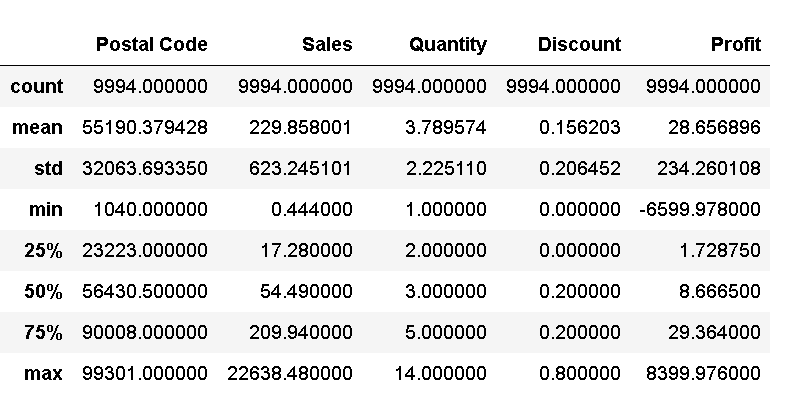 Postal Code Sales Quantity Discount Profit
count 9994.000000 9994.000000 9994.000000 9994.000000 9994.000000
mean 55190.379428 229.858001 3.789574 0.156203 28.656896
std 32063.693350 623.245101 2.225110 0.206452 234.260108
min 1040.000000 0.444000 1.000000 0.000000 -6599.978000
25% 23223.000000 17.280000 2.000000 0.000000 1.728750
50% 56430.500000 54.490000 3.000000 0.200000 8.666500
75% 90008.000000 209.940000 5.000000 0.200000 29.364000
max 99301.000000 22638.480000 14.000000 0.800000 8399.976000